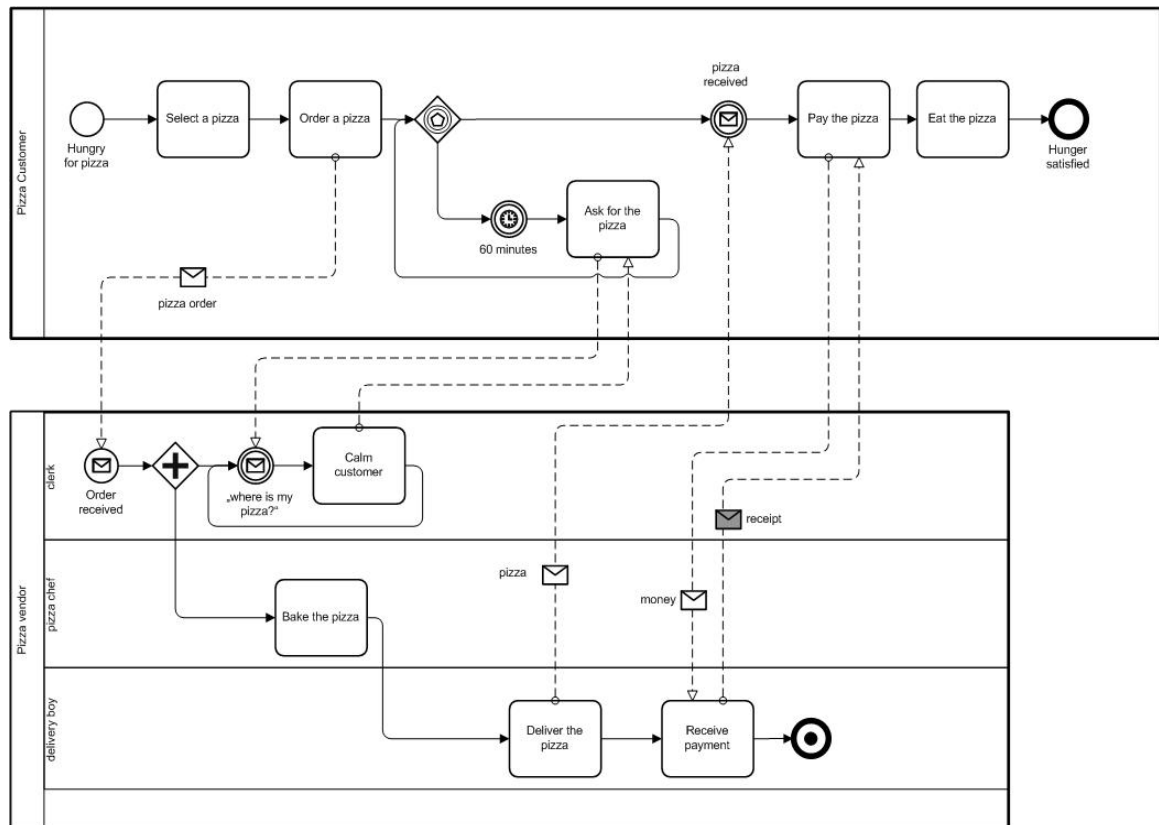 Pizza Customer
pizza
received
Select a pizza
Order a pizza
Pay the pizza
Eat the pizza
Hungry
for pizza
Hunger
satisfied
Ask for the
pizza
60 minutes
pizza order
Pizza vendor
clerk
Calm
customer
Order
received
„where is my
pizza?“
receipt
pizza chef
pizza
Bake the pizza
money
delivery boy
Deliver the
pizza
Receive
payment